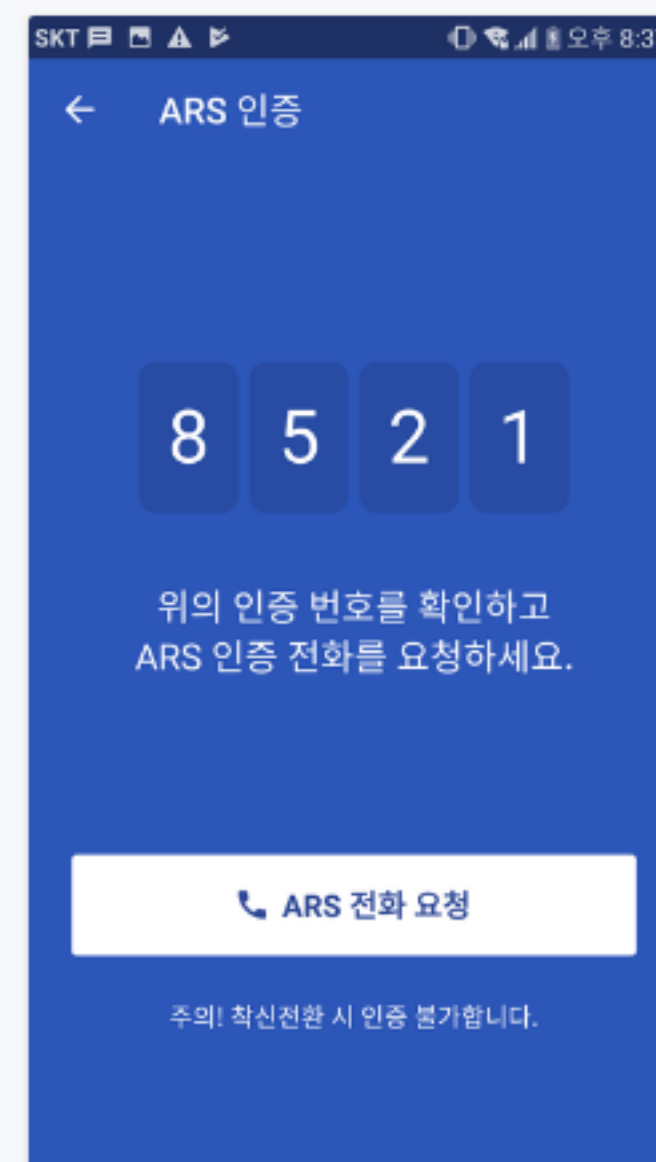 SKT 오후 8:3
ARS 인증
8 5 2 1
위의 인증 번호를 확인하고
ARS 인증 전화를 요청하세요.
ARS 전화 요청
주의! 착신전환 시 인증 불가합니다.